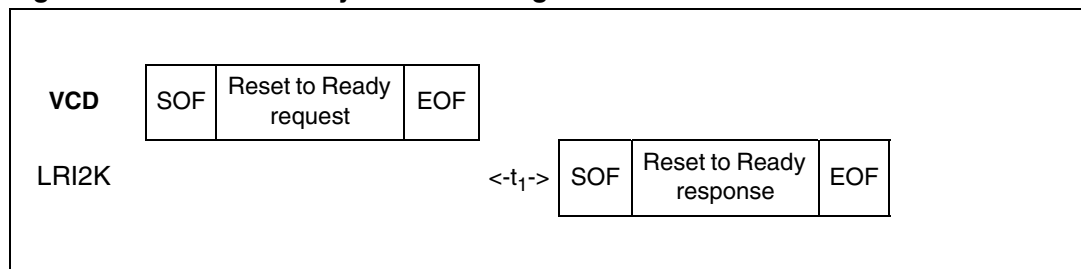 VCD SOF Reset to Ready request EOF
LRI2K <-t₁-> SOF Reset to Ready response EOF